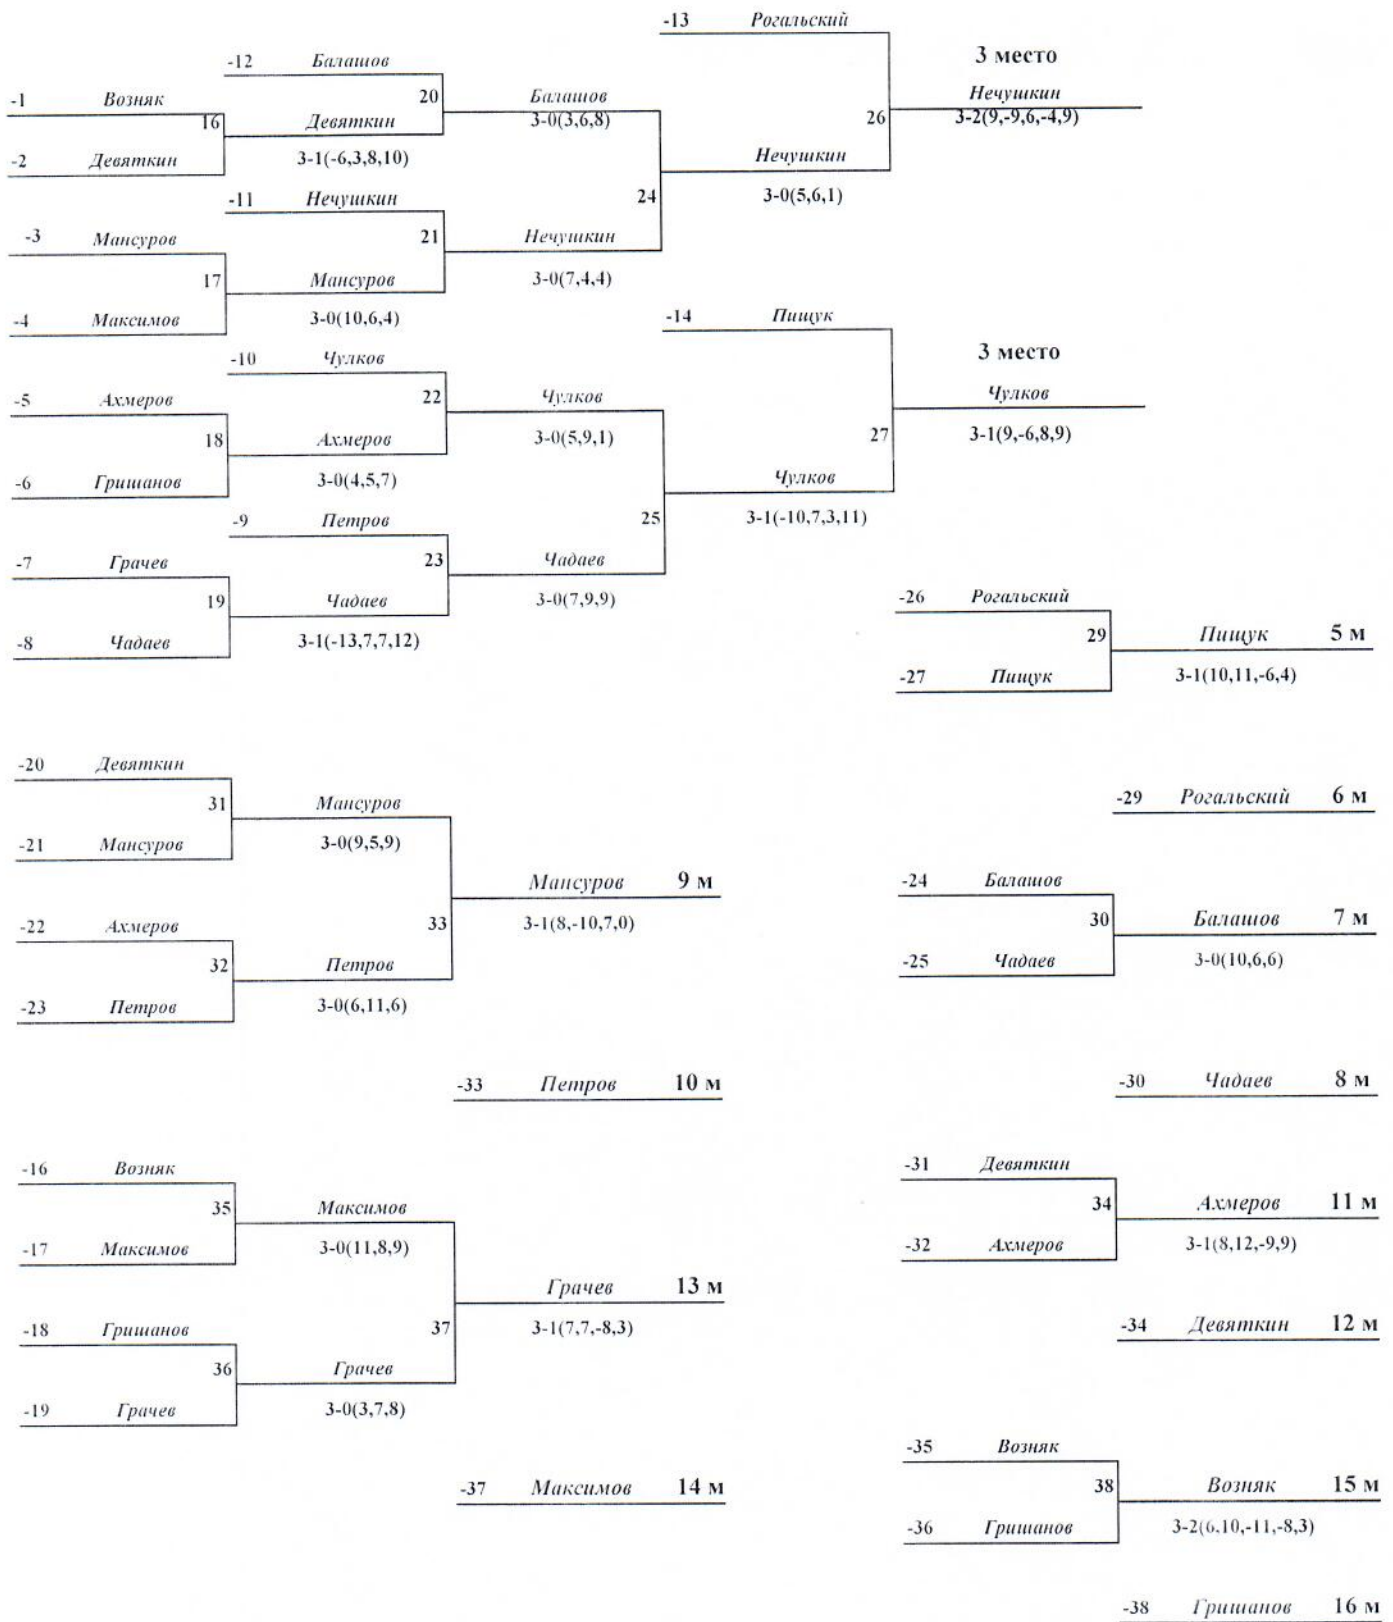 -13 Рогальский
3 место
-12 Балашов
Нечушкин
-1 Возняк
20
Балашов
3-2(9,-9,6,-4,9)
16
Девяткин
3-0(3,6,8)
26
-2 Девяткин
3-1(-6,3,8,10)
Нечушкин
-11 Нечушкин
24
3-0(5,6,1)
-3 Мансуров
21
Нечушкин
17
Мансуров
3-0(7,4,4)
-4 Максимов
3-0(10,6,4)
-14 Пищук
-10 Чулков
3 место
-5 Ахмеров
22
Чулков
Чулков
18
Ахмеров
3-0(5,9,1)
27
3-1(9,-6,8,9)
-6 Гришанов
3-0(4,5,7)
Чулков
-9 Петров
25
3-1(-10,7,3,11)
-7 Грачев
23
Чадаев
19
Чадаев
3-0(7,9,9)
-26 Рогальский
-8 Чадаев
3-1(-13,7,7,12)
29
Пищук 5 м
-27 Пищук
3-1(10,11,-6,4)
-20 Девяткин
31
Мансуров
-29 Рогальский 6 м
-21 Мансуров
3-0(9,5,9)
Мансуров 9 м
-24 Балашов
-22 Ахмеров
33
3-1(8,-10,7,0)
30
Балашов 7 м
32
Петров
-25 Чадаев
3-0(10,6,6)
-23 Петров
3-0(6,11,6)
-33 Петров 10 м
-30 Чадаев 8 м
-16 Возняк
-31 Девяткин
35
Максимов
34
Ахмеров 11 м
-17 Максимов
3-0(11,8,9)
-32 Ахмеров
3-1(8,12,-9,9)
Грачев 13 м
-18 Гришанов
37
3-1(7,7,-8,3)
-34 Девяткин 12 м
36
Грачев
-19 Грачев
3-0(3,7,8)
-35 Возняк
-37 Максимов 14 м
38
Возняк 15 м
-36 Гришанов
3-2(6,10,-11,-8,3)
-38 Гришанов 16 м